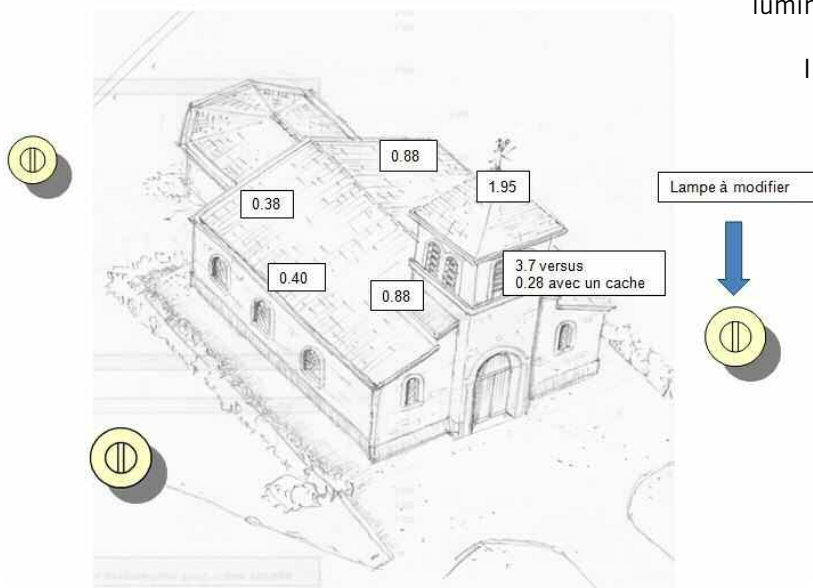 lumin
I
0.88
1.95
Lampe à modifier
0.38
3.7 versus
0.28 avec un cache
0.40
0.88